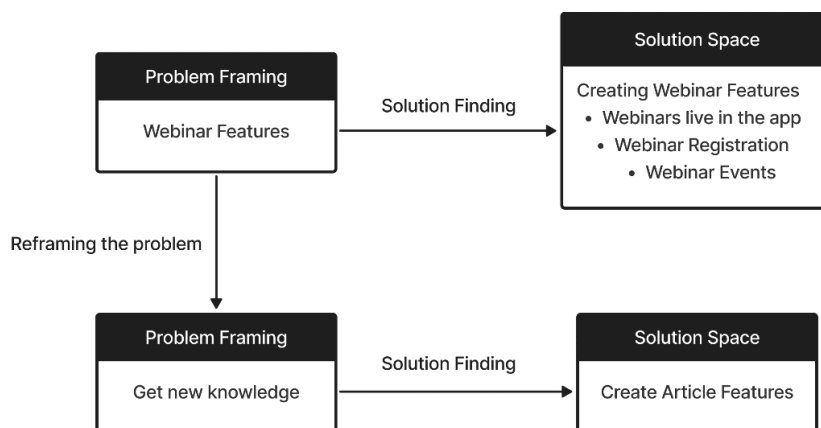 Problem Framing
Webinar Features
Solution Finding
Solution Space
Creating Webinar Features
• Webinars live in the app
• Webinar Registration
• Webinar Events
Reframing the problem
Problem Framing
Get new knowledge
Solution Finding
Solution Space
Create Article Features